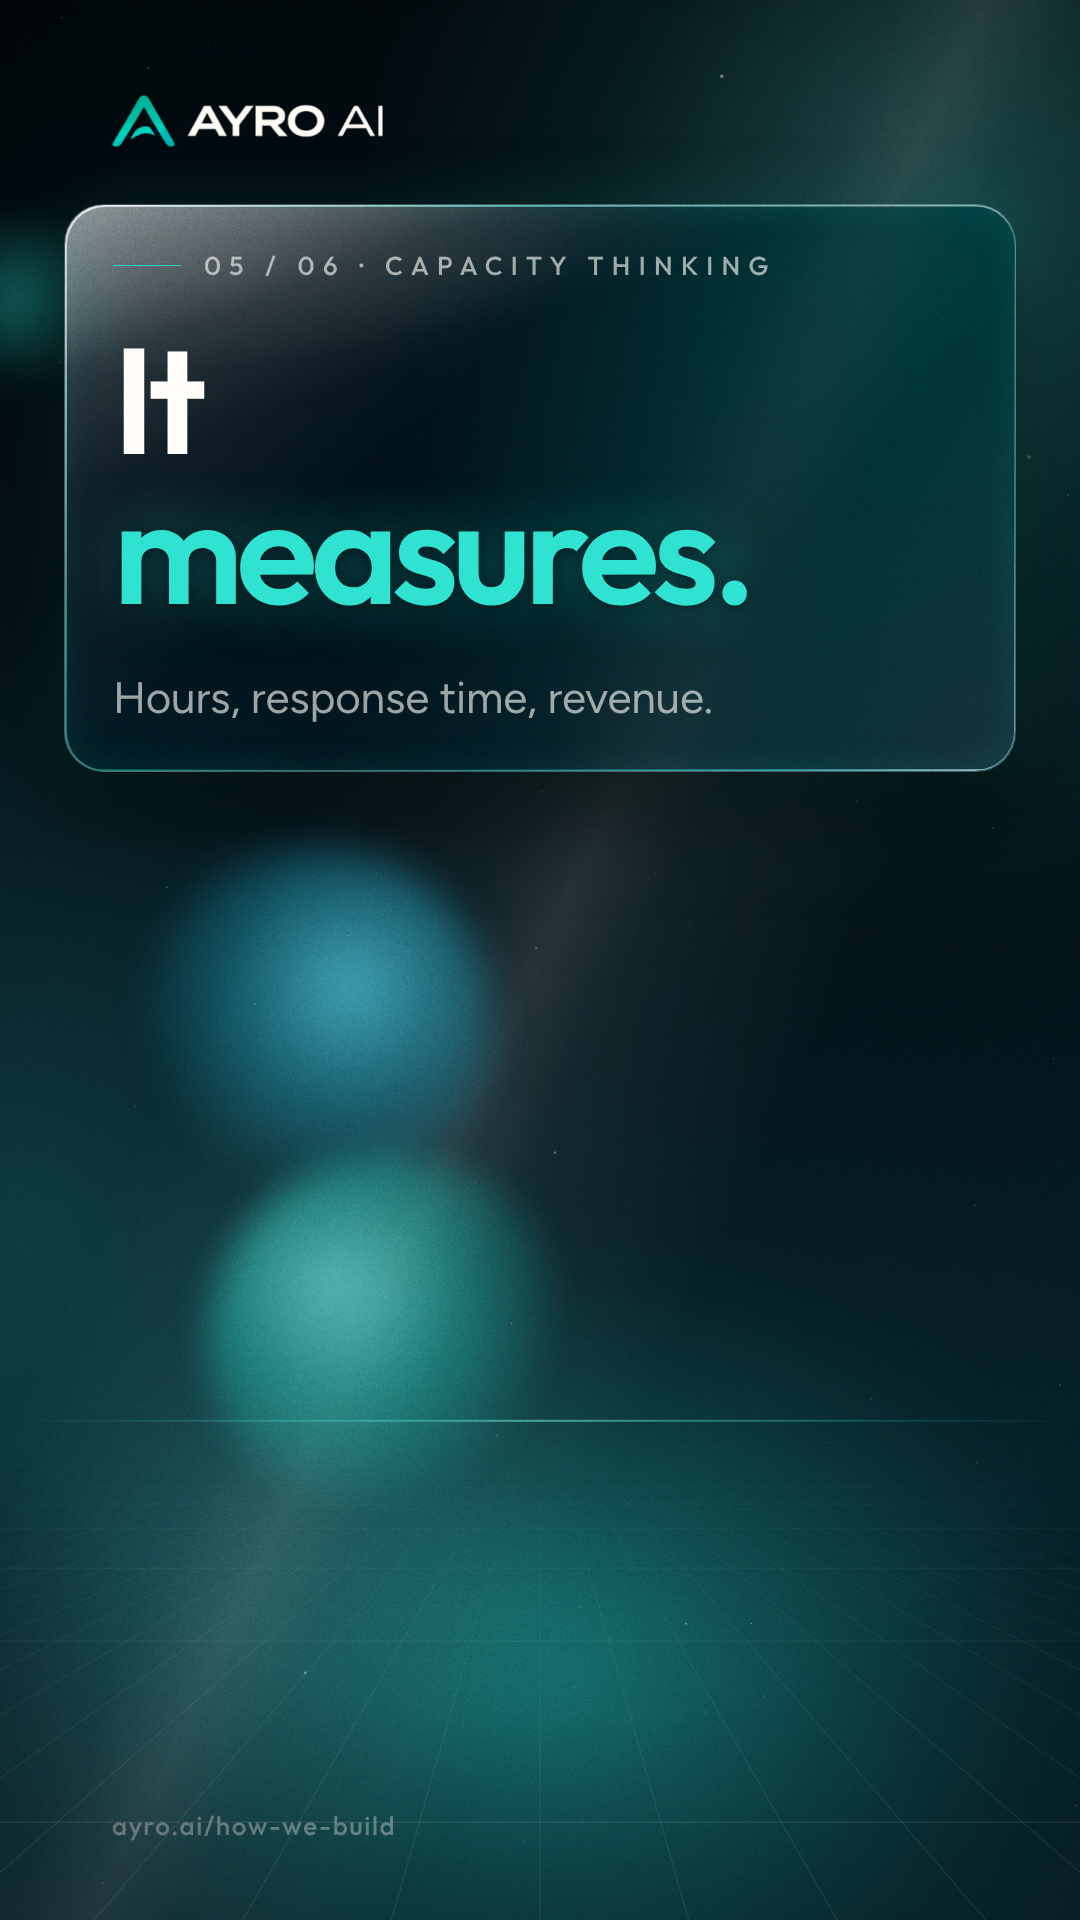 AYRO AI
05 / 06 · CAPACITY THINKING
It
measures.
Hours, response time, revenue.
ayro.ai/how-we-build